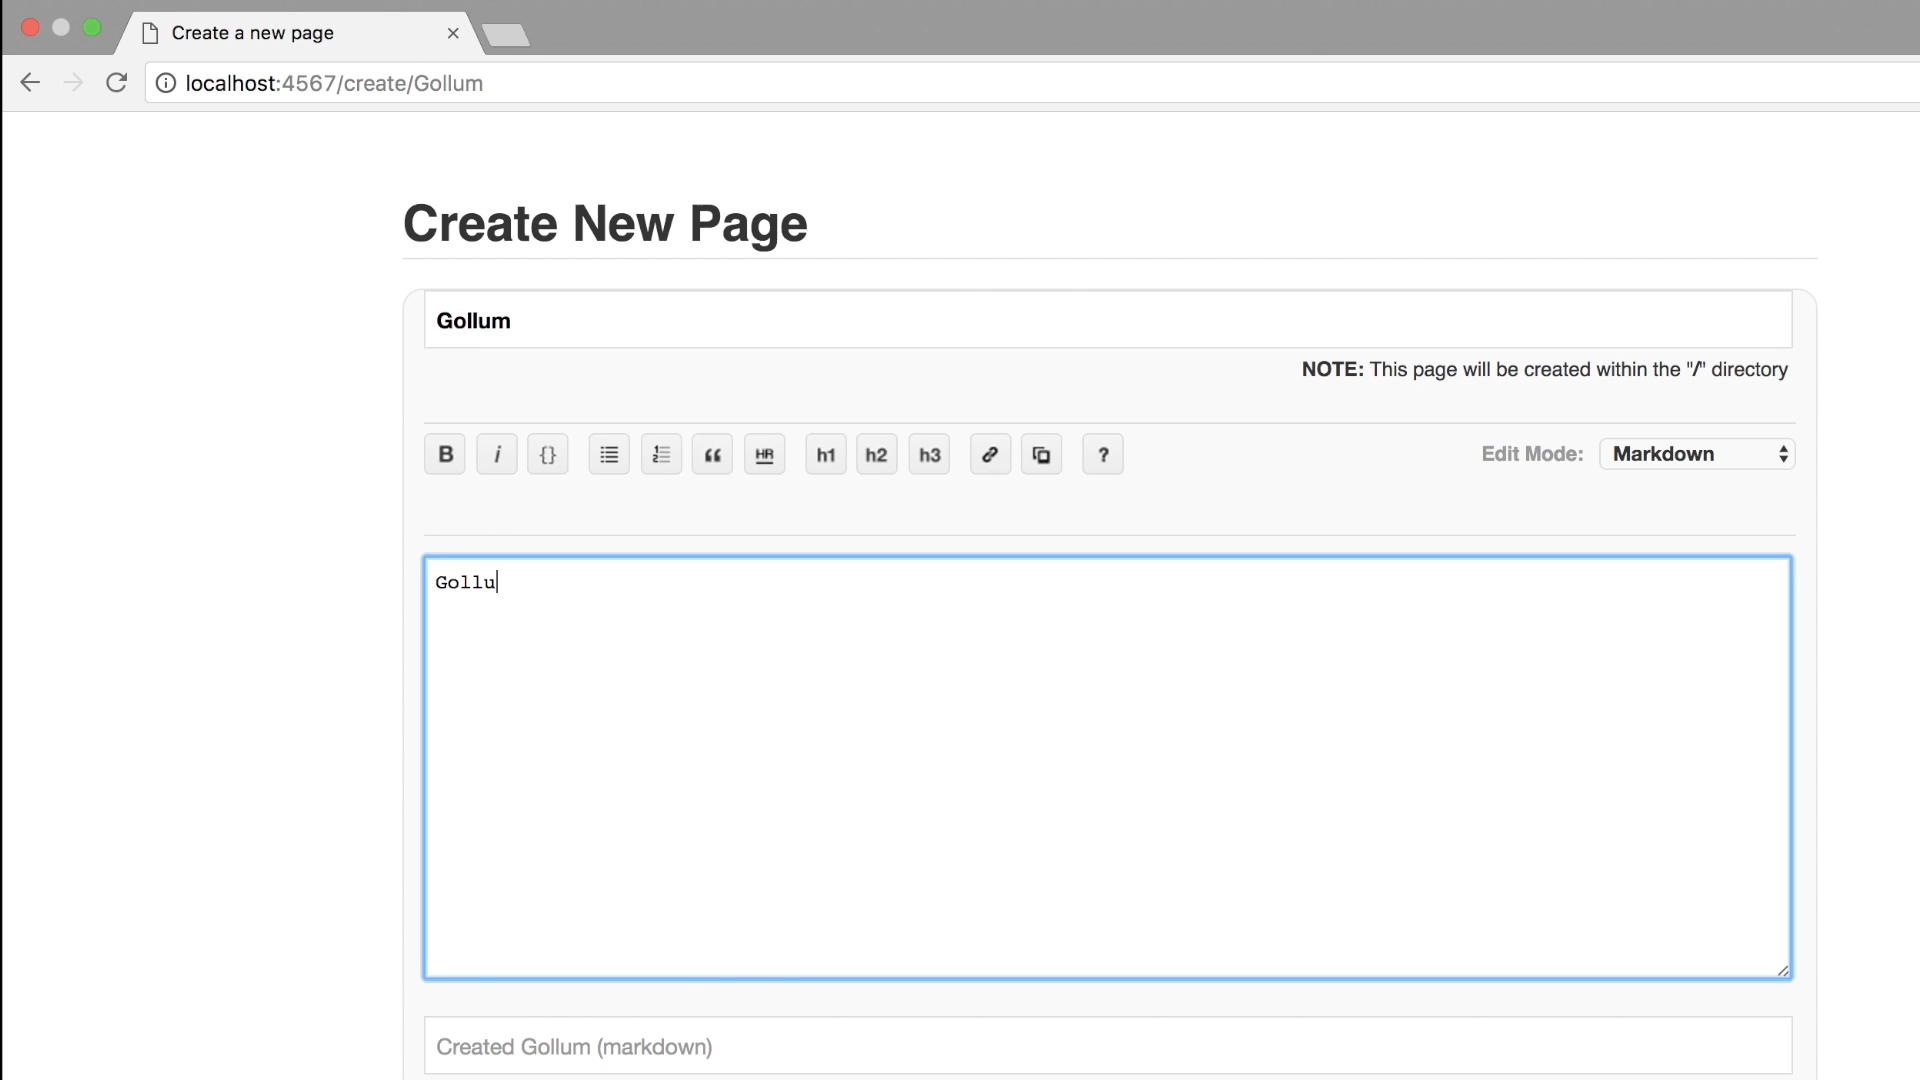 Create a new page
localhost:4567/create/Gollum
Create New Page
Gollum
NOTE: This page will be created within the "/" directory
B i {} HR h1 h2 h3 ? Edit Mode: Markdown
Gollu
Created Gollum (markdown)